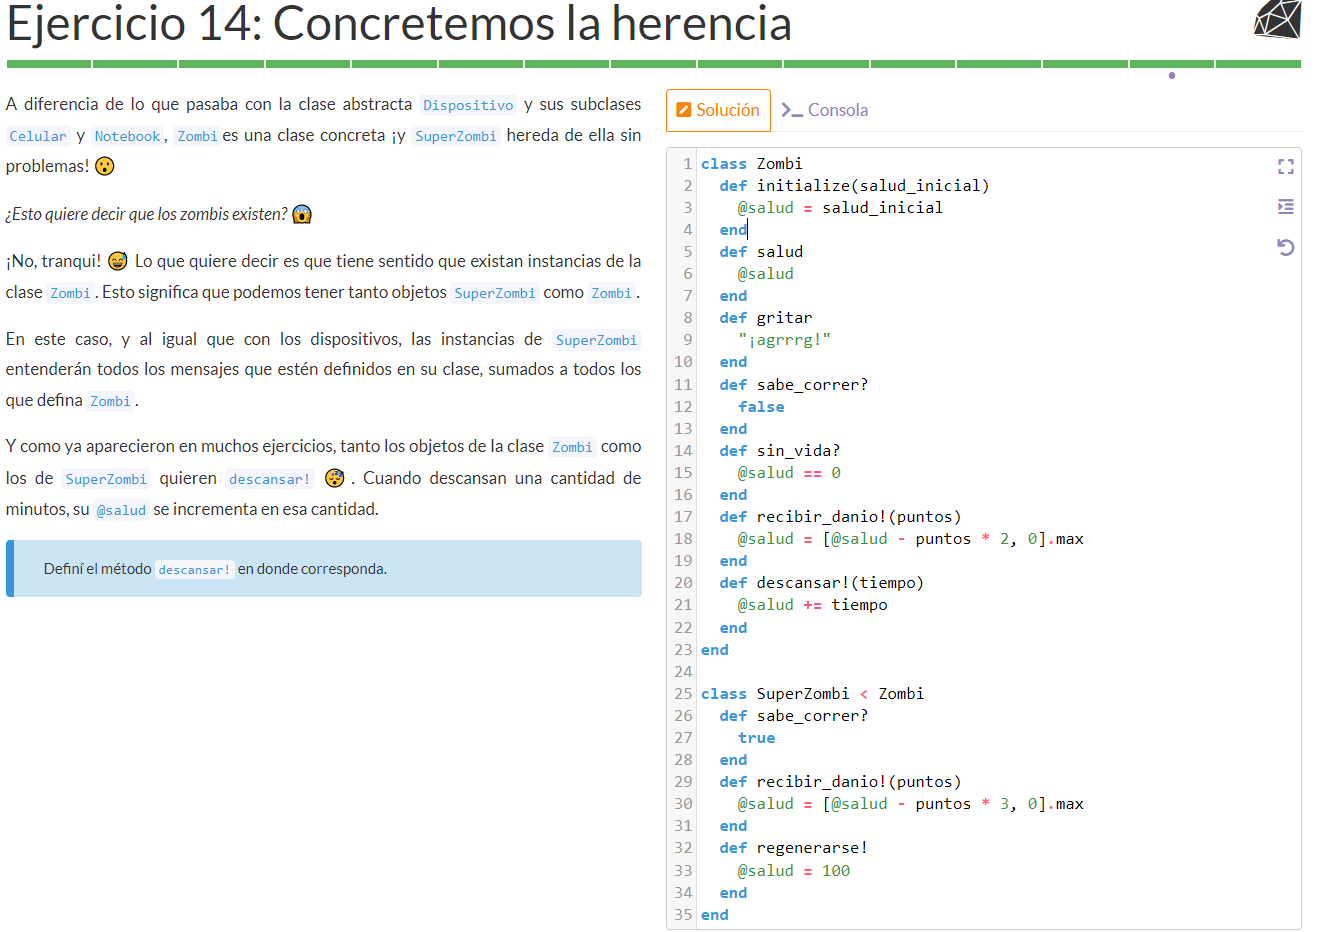 Ejercicio 14: Concretemos la herencia
A diferencia de lo que pasaba con la clase abstracta Dispositivo y sus subclases
Celular y Notebook, Zombi es una clase concreta ¡y SuperZombi hereda de ella sin
problemas! 😮
¿Esto quiere decir que los zombis existen? 😱
¡No, tranqui! 😅 Lo que quiere decir es que tiene sentido que existan instancias de la
clase Zombi. Esto significa que podemos tener tanto objetos SuperZombi como Zombi.
En este caso, y al igual que con los dispositivos, las instancias de SuperZombi
entenderán todos los mensajes que estén definidos en su clase, sumados a todos los
que defina Zombi.
Y como ya aparecieron en muchos ejercicios, tanto los objetos de la clase Zombi como
los de SuperZombi quieren descansar! 😴. Cuando descansan una cantidad de
minutos, su @salud se incrementa en esa cantidad.
Definí el método descansar! en donde corresponda.
Solución
Consola
1 class Zombi
2   def initialize(salud_inicial)
3     @salud = salud_inicial
4   end
5   def salud
6     @salud
7   end
8   def gritar
9     "¡agrrrg!"
10   end
11   def sabe_correr?
12     false
13   end
14   def sin_vida?
15     @salud == 0
16   end
17   def recibir_danio!(puntos)
18     @salud = [@salud - puntos * 2, 0].max
19   end
20   def descansar!(tiempo)
21     @salud += tiempo
22   end
23 end
24
25 class SuperZombi < Zombi
26   def sabe_correr?
27     true
28   end
29   def recibir_danio!(puntos)
30     @salud = [@salud - puntos * 3, 0].max
31   end
32   def regenerarse!
33     @salud = 100
34   end
35 end